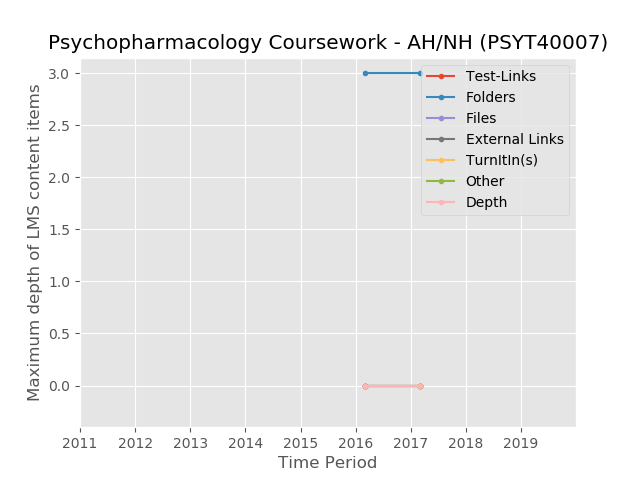 Psychopharmacology Coursework - AH/NH (PSYT40007)
Maximum depth of LMS content items
3.0
2.5
2.0
1.5
1.0
0.5
0.0
Test-Links
Folders
Files
External Links
TurnItIn(s)
Other
Depth
2011 2012 2013 2014 2015 2016 2017 2018 2019
Time Period